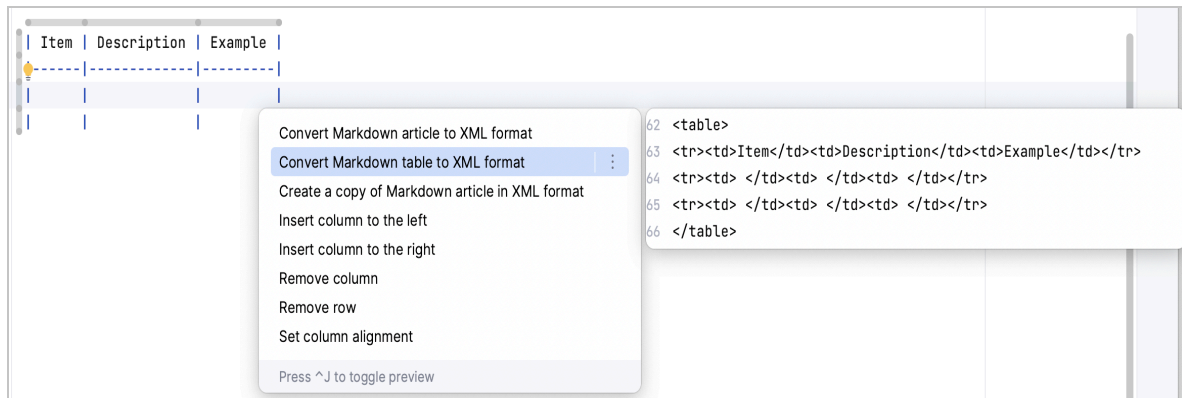 | Item | Description | Example |
|------|-------------|---------|
|      |             |         |
|      |             |
Convert Markdown article to XML format
Convert Markdown table to XML format
Create a copy of Markdown article in XML format
Insert column to the left
Insert column to the right
Remove column
Remove row
Set column alignment
Press ^J to toggle preview
62 <table>
63 <tr><td>Item</td><td>Description</td><td>Example</td></tr>
64 <tr><td> </td><td> </td><td> </td></tr>
65 <tr><td> </td><td> </td><td> </td></tr>
66 </table>